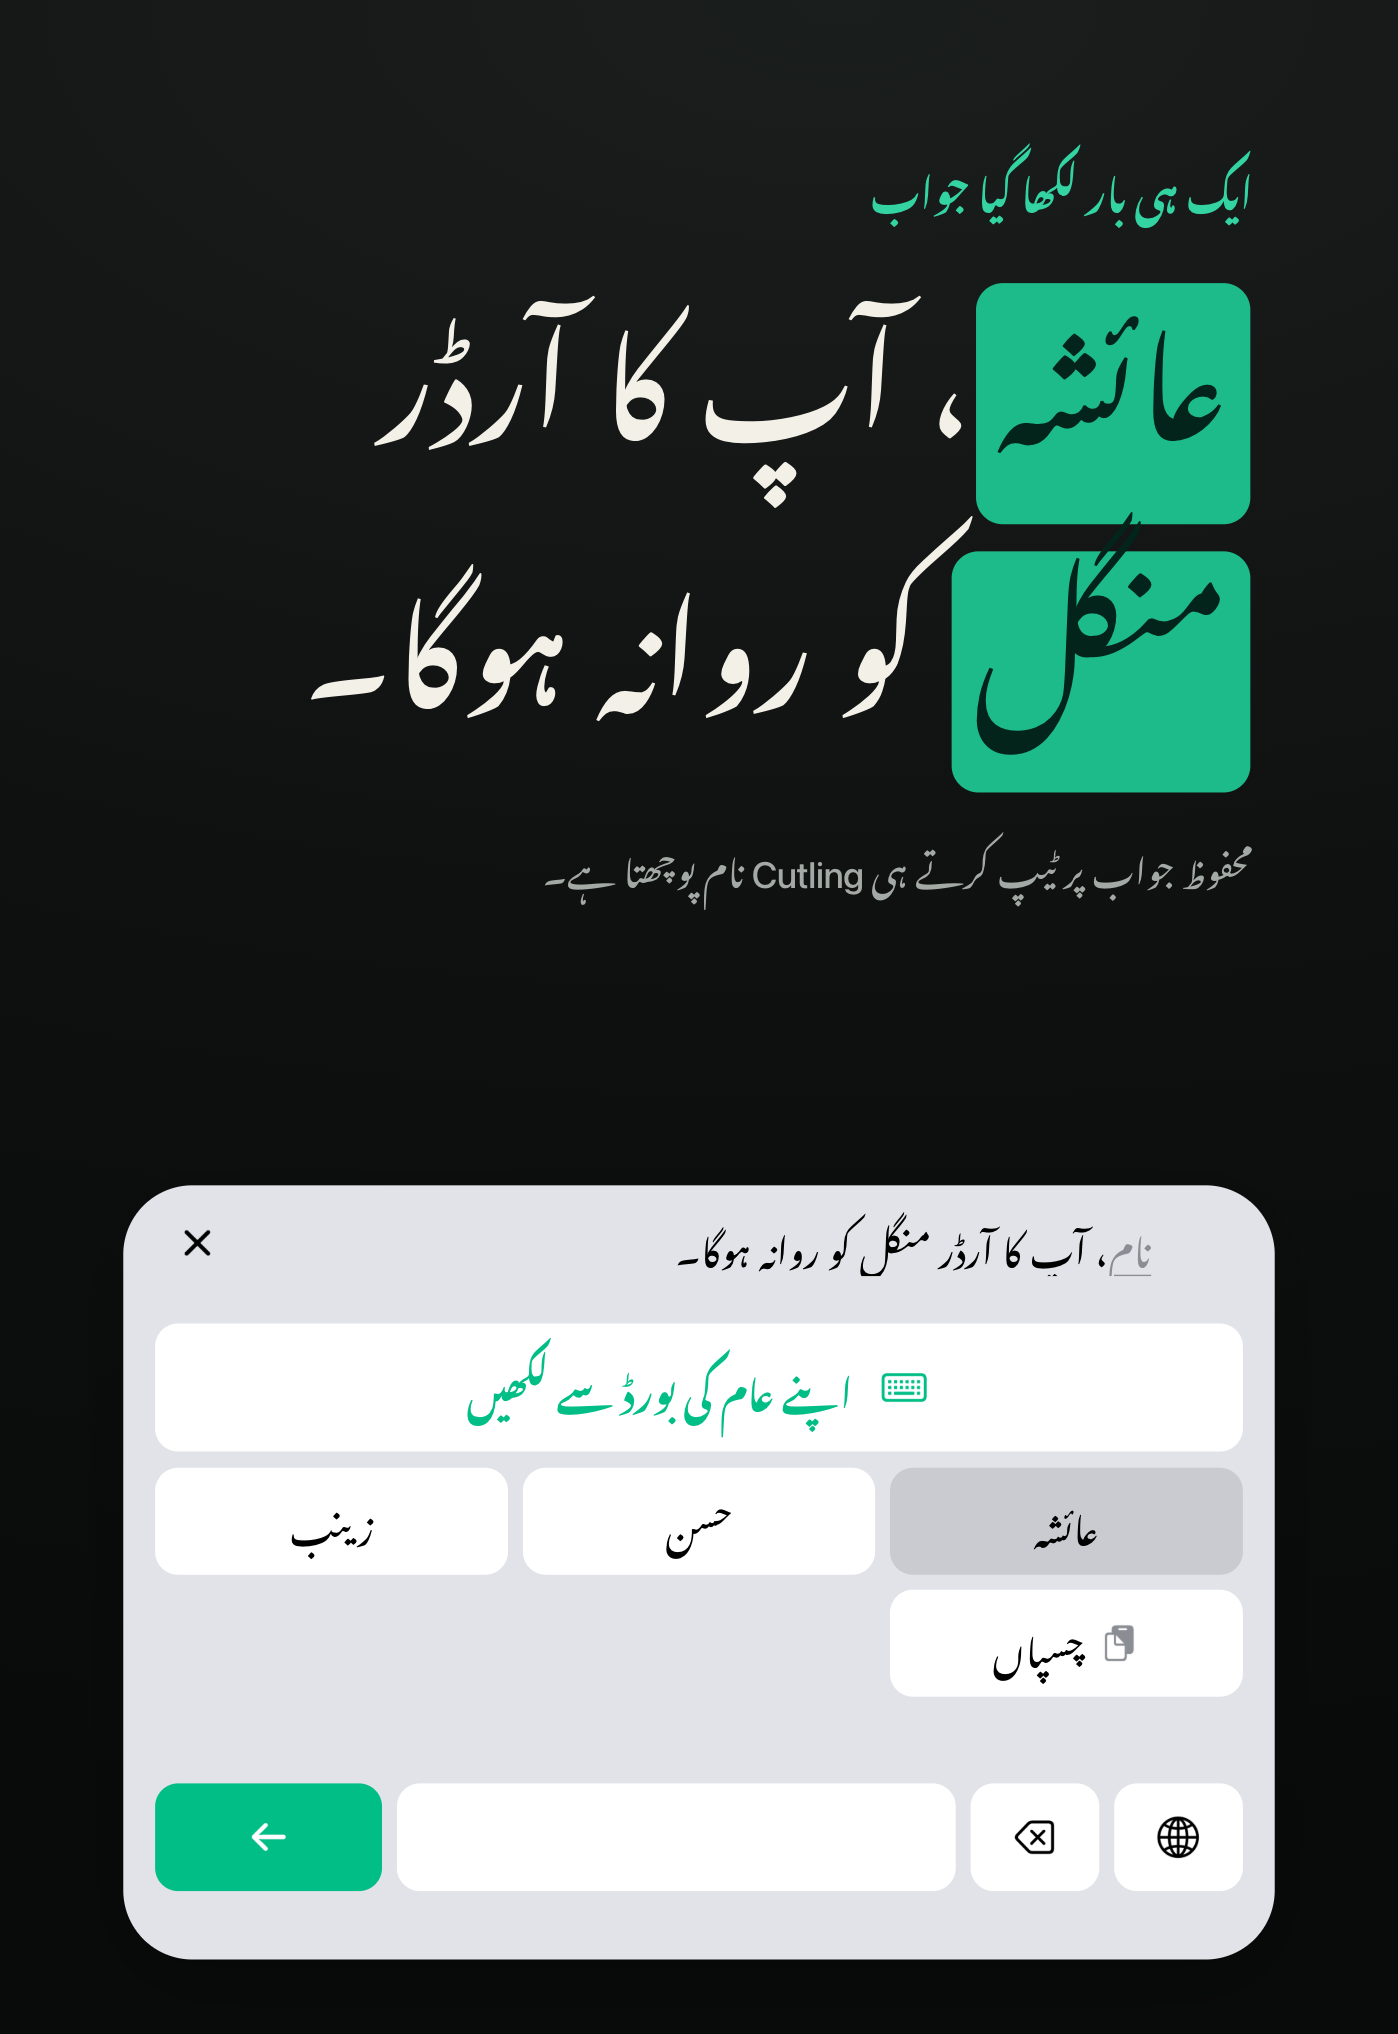 ایک ہی بار لکھا گیا جواب
عائشہ، آپ کا آرڈر
منگل کو روانہ ہوگا۔
محفوظ جواب پر ٹیپ کرتے ہی Cutling نام پوچھتا ہے۔
نام، آپ کا آرڈر منگل کو روانہ ہوگا۔
اپنے عام کی بورڈ سے لکھیں
عائشہ
حسن
زینب
چسپاں